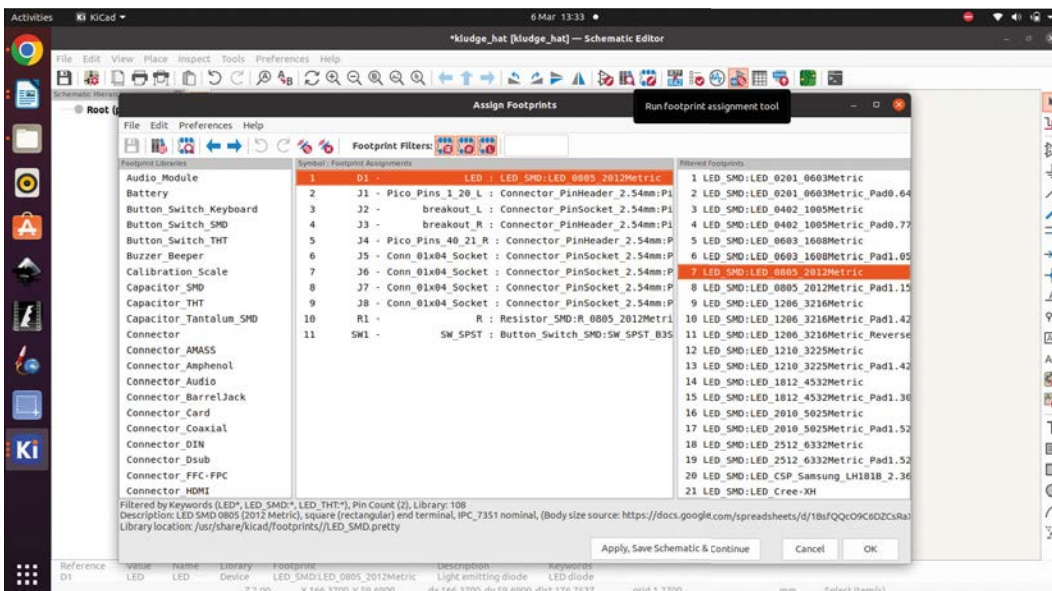 Activities KiCad 6 Mar 13:33
*kludge_hat [kludge_hat] — Schematic Editor
File Edit View Place Inspect Tools Preferences Help
Root
Assign Footprints
Run footprint assignment tool
File Edit Preferences Help
Footprint Filters:
Footprint Libraries
Audio_Module
Battery
Button_Switch_Keyboard
Button_Switch_SMD
Button_Switch_THT
Buzzer_Beeper
Calibration_Scale
Capacitor_SMD
Capacitor_THT
Capacitor_Tantalum_SMD
Connector
Connector_AMASS
Connector_Amphenol
Connector_Audio
Connector_BarrelJack
Connector_Card
Connector_Coaxial
Connector_DIN
Connector_Dsub
Connector_FFC-FPC
Connector_HDMI
Symbol : Footprint Assignments
1 D1 - LED : LED_SMD:LED_0805_2012Metric
2 J1 - Pico_Pins_1_20_L : Connector_PinHeader_2.54mm:Pi
3 J2 - breakout_L : Connector_PinSocket_2.54mm:Pi
4 J3 - breakout_R : Connector_PinSocket_2.54mm:Pi
5 J4 - Pico_Pins_40_21_R : Connector_PinHeader_2.54mm:P
6 J5 - Conn_01x04_Socket : Connector_PinSocket_2.54mm:P
7 J6 - Conn_01x04_Socket : Connector_PinSocket_2.54mm:P
8 J7 - Conn_01x04_Socket : Connector_PinSocket_2.54mm:P
9 J8 - Conn_01x04_Socket : Connector_PinSocket_2.54mm:P
10 R1 - R : Resistor_SMD:R_0805_2012Metri
11 SW1 - SW_SPST : Button_Switch_SMD:SW_SPST_B3S
Filtered Footprints
1 LED_SMD:LED_0201_0603Metric
2 LED_SMD:LED_0201_0603Metric_Pad0.64
3 LED_SMD:LED_0402_1005Metric
4 LED_SMD:LED_0402_1005Metric_Pad0.77
5 LED_SMD:LED_0603_1608Metric
6 LED_SMD:LED_0603_1608Metric_Pad1.05
7 LED_SMD:LED_0805_2012Metric
8 LED_SMD:LED_0805_2012Metric_Pad1.15
9 LED_SMD:LED_1206_3216Metric
10 LED_SMD:LED_1206_3216Metric_Pad1.42
11 LED_SMD:LED_1206_3216Metric_Reverse
12 LED_SMD:LED_1210_3225Metric
13 LED_SMD:LED_1210_3225Metric_Pad1.42
14 LED_SMD:LED_1812_4532Metric
15 LED_SMD:LED_1812_4532Metric_Pad1.30
16 LED_SMD:LED_2010_5025Metric
17 LED_SMD:LED_2010_5025Metric_Pad1.52
18 LED_SMD:LED_2512_6332Metric
19 LED_SMD:LED_2512_6332Metric_Pad1.52
20 LED_SMD:LED_CSP_Samsung_LH181B_2.36
21 LED_SMD:LED_Cree-XH
Filtered by Keywords (LED*, LED_SMD:*, LED_THT:*), Pin Count (2), Library: 108
Description: LED SMD 0805 (2012 Metric), square (rectangular) end terminal, IPC_7351 nominal, (Body size source: https://docs.google.com/spreadsheets/d/1BsfQQcO9C6DZCsRaJ
Library location: /usr/share/kicad/footprints//LED_SMD.pretty
Apply, Save Schematic & Continue Cancel OK
Reference Value Name Library Footprint Description Keywords
D1 LED LED Device LED_SMD:LED_0805_2012Metric Light emitting diode LED diode